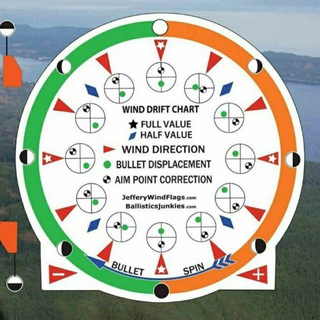 WIND DRIFT CHART
FULL VALUE
HALF VALUE
WIND DIRECTION
BULLET DISPLACEMENT
AIM POINT CORRECTION
JefferyWindFlags.com
BallisticsJunkies.com
BULLET SPIN
− +